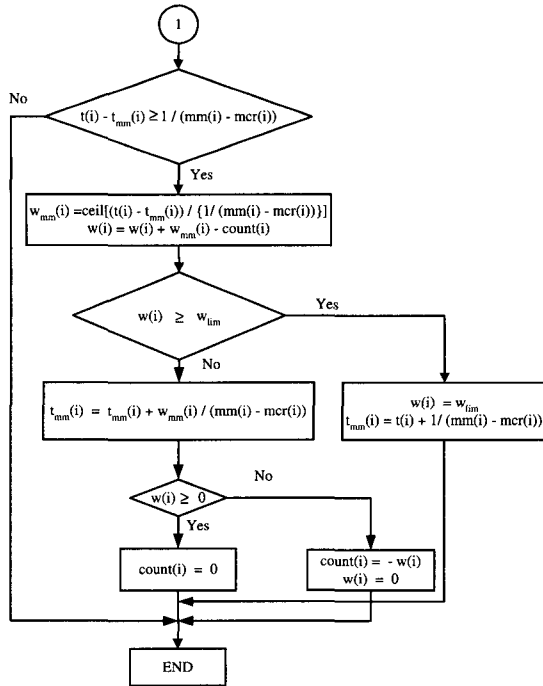 1
No
t(i) - t_mm(i) ≥ 1 / (mm(i) - mcr(i))
Yes
w_mm(i) =ceil[(t(i) - t_mm(i)) / {1/ (mm(i) - mcr(i))}]
w(i) = w(i) + w_mm(i) - count(i)
w(i) ≥ w_lim
Yes
No
t_mm(i) = t_mm(i) + w_mm(i) / (mm(i) - mcr(i))
w(i) = w_lim
t_mm(i) = t(i) + 1/ (mm(i) - mcr(i))
w(i) ≥ 0
No
Yes
count(i) = 0
count(i) = - w(i)
w(i) = 0
END